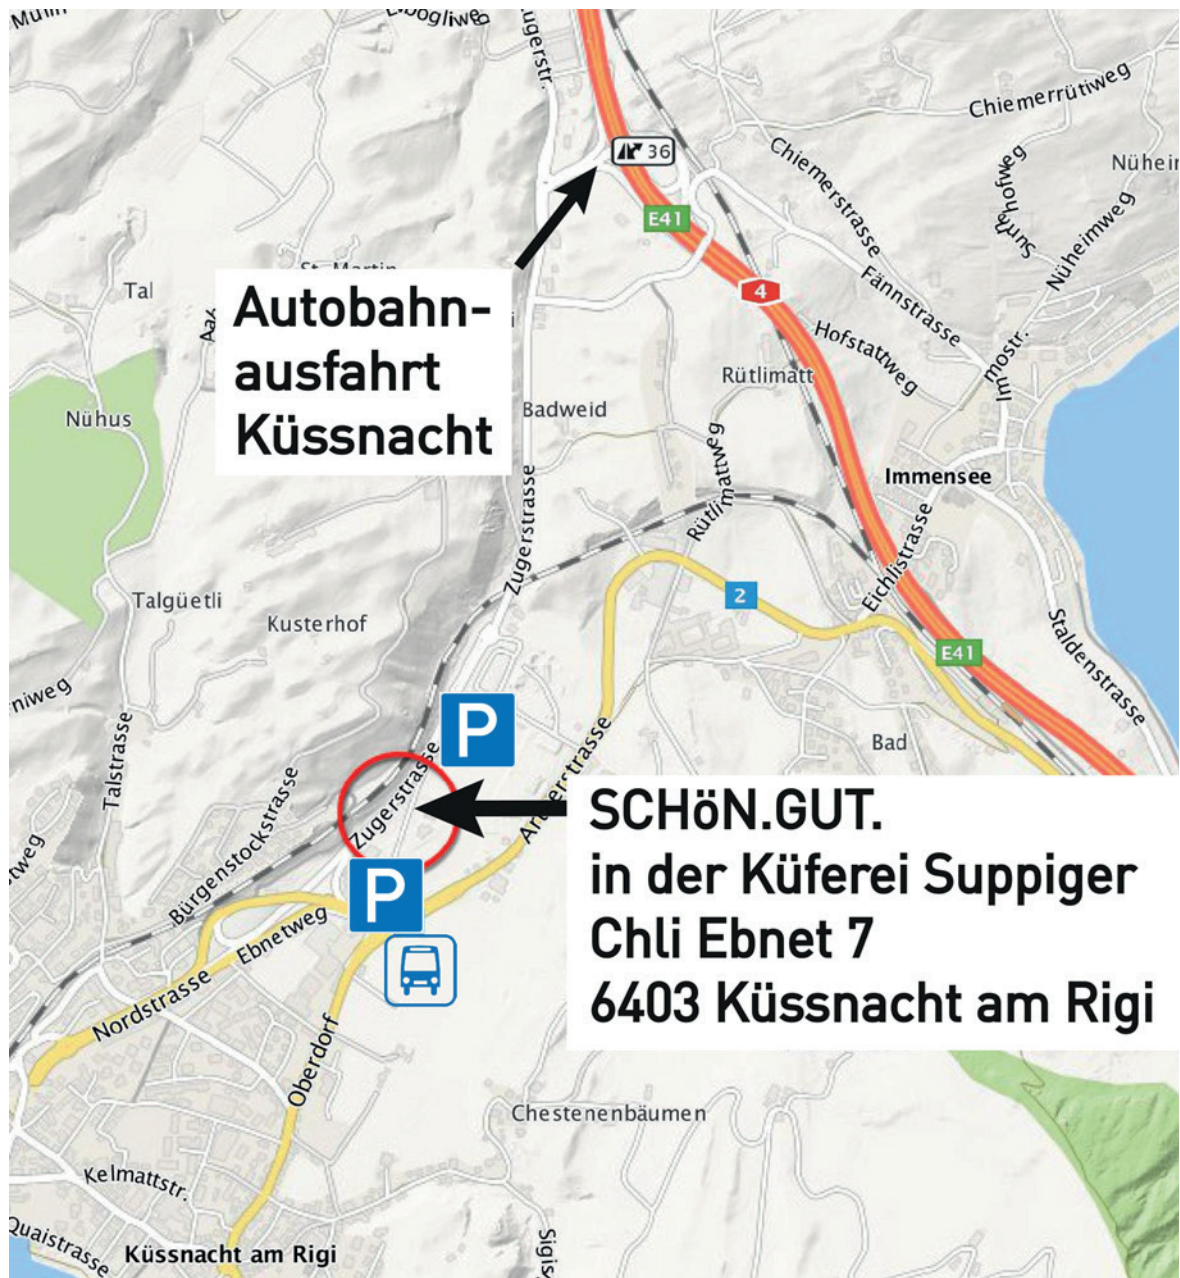 Chiemerrütiweg
36
Chiemerstrasse
Surfhofweg
Nüheimweg
E41
Tal
4
Fännstrasse
Autobahn-
ausfahrt
Küssnacht
Hofstattweg
Immostr.
Rütlimatt
Nühus
Badweid
Rütlimattweg
Immensee
Zugerstrasse
Eichlistrasse
2
Talgüetli
Kusterhof
E41
Staldenstrasse
Talstrasse
P
Bad
Zugerstrasse
Bürgenstockstrasse
SCHöN.GUT.
in der Küferei Suppiger
Chli Ebnet 7
6403 Küssnacht am Rigi
P
Ebnetweg
Nordstrasse
Oberdorf
Chestenenbäumen
Kelmattstr.
Quaistrasse
Küssnacht am Rigi